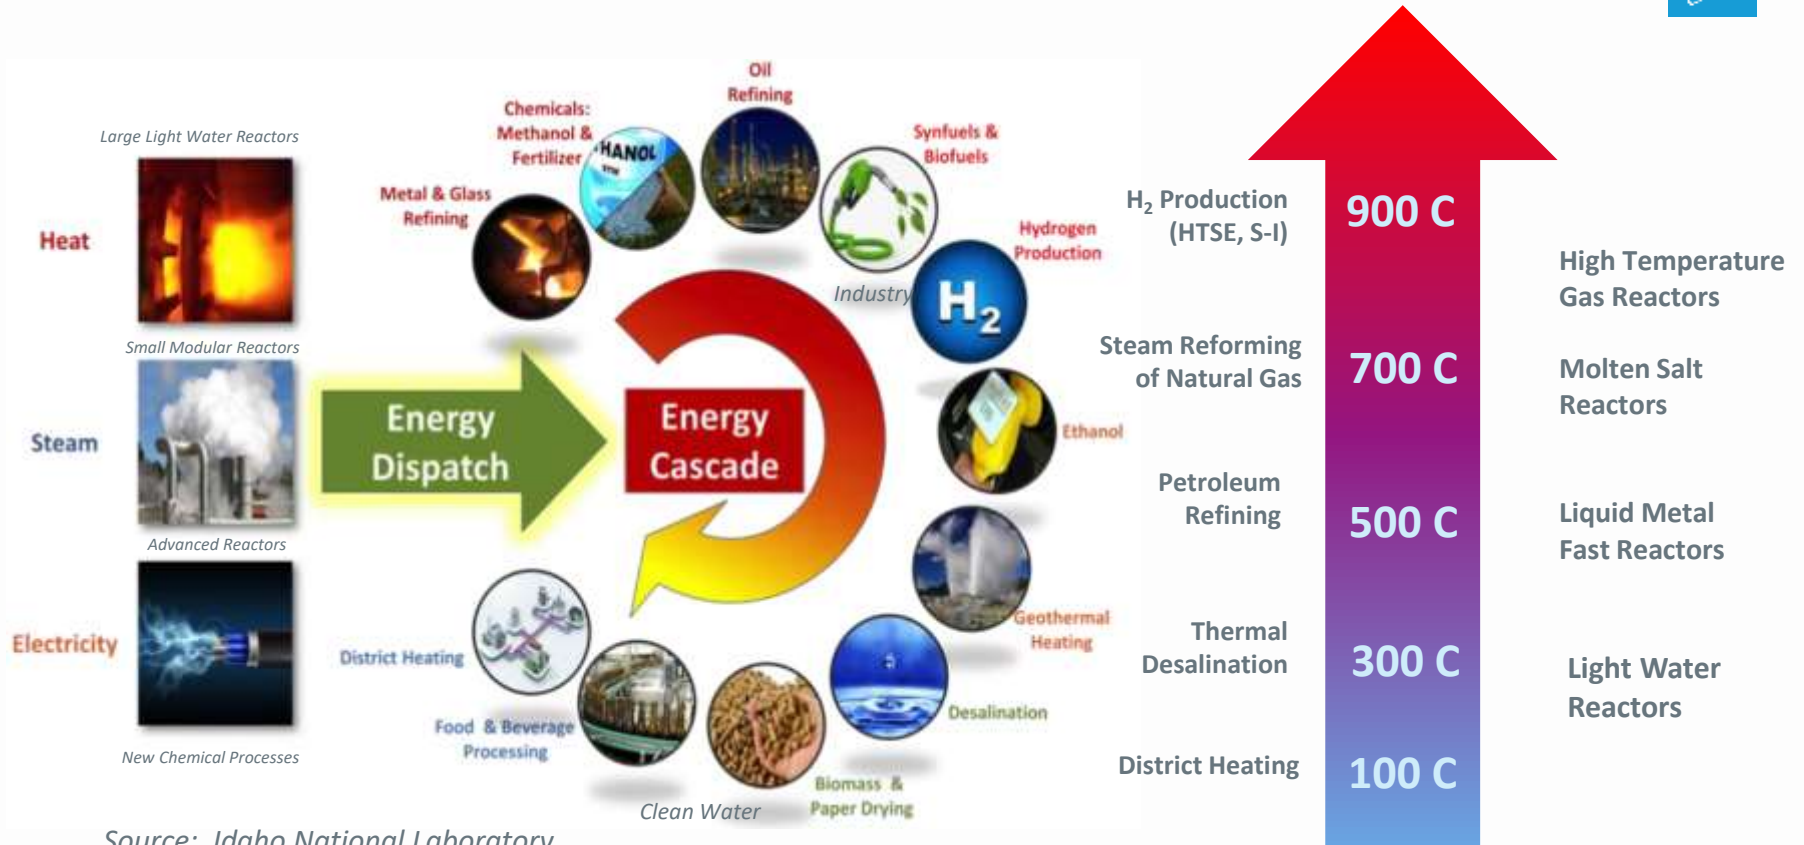 Large Light Water Reactors
Heat
Small Modular Reactors
Steam
Advanced Reactors
Electricity
New Chemical Processes
Energy
Dispatch
Energy
Cascade
Metal & Glass
Refining
Chemicals:
Methanol &
Fertilizer
HANOL
Oil
Refining
Synfuels &
Biofuels
Industry
Hydrogen
Production
H2
Ethanol
Geothermal
Heating
Desalination
Biomass &
Paper Drying
Clean Water
Food & Beverage
Processing
District Heating
Source: Idaho National Laboratory
H2 Production
(HTSE, S-I)
900 C
High Temperature
Gas Reactors
Steam Reforming
of Natural Gas
700 C
Molten Salt
Reactors
Petroleum
Refining
500 C
Liquid Metal
Fast Reactors
Thermal
Desalination
300 C
Light Water
Reactors
District Heating
100 C